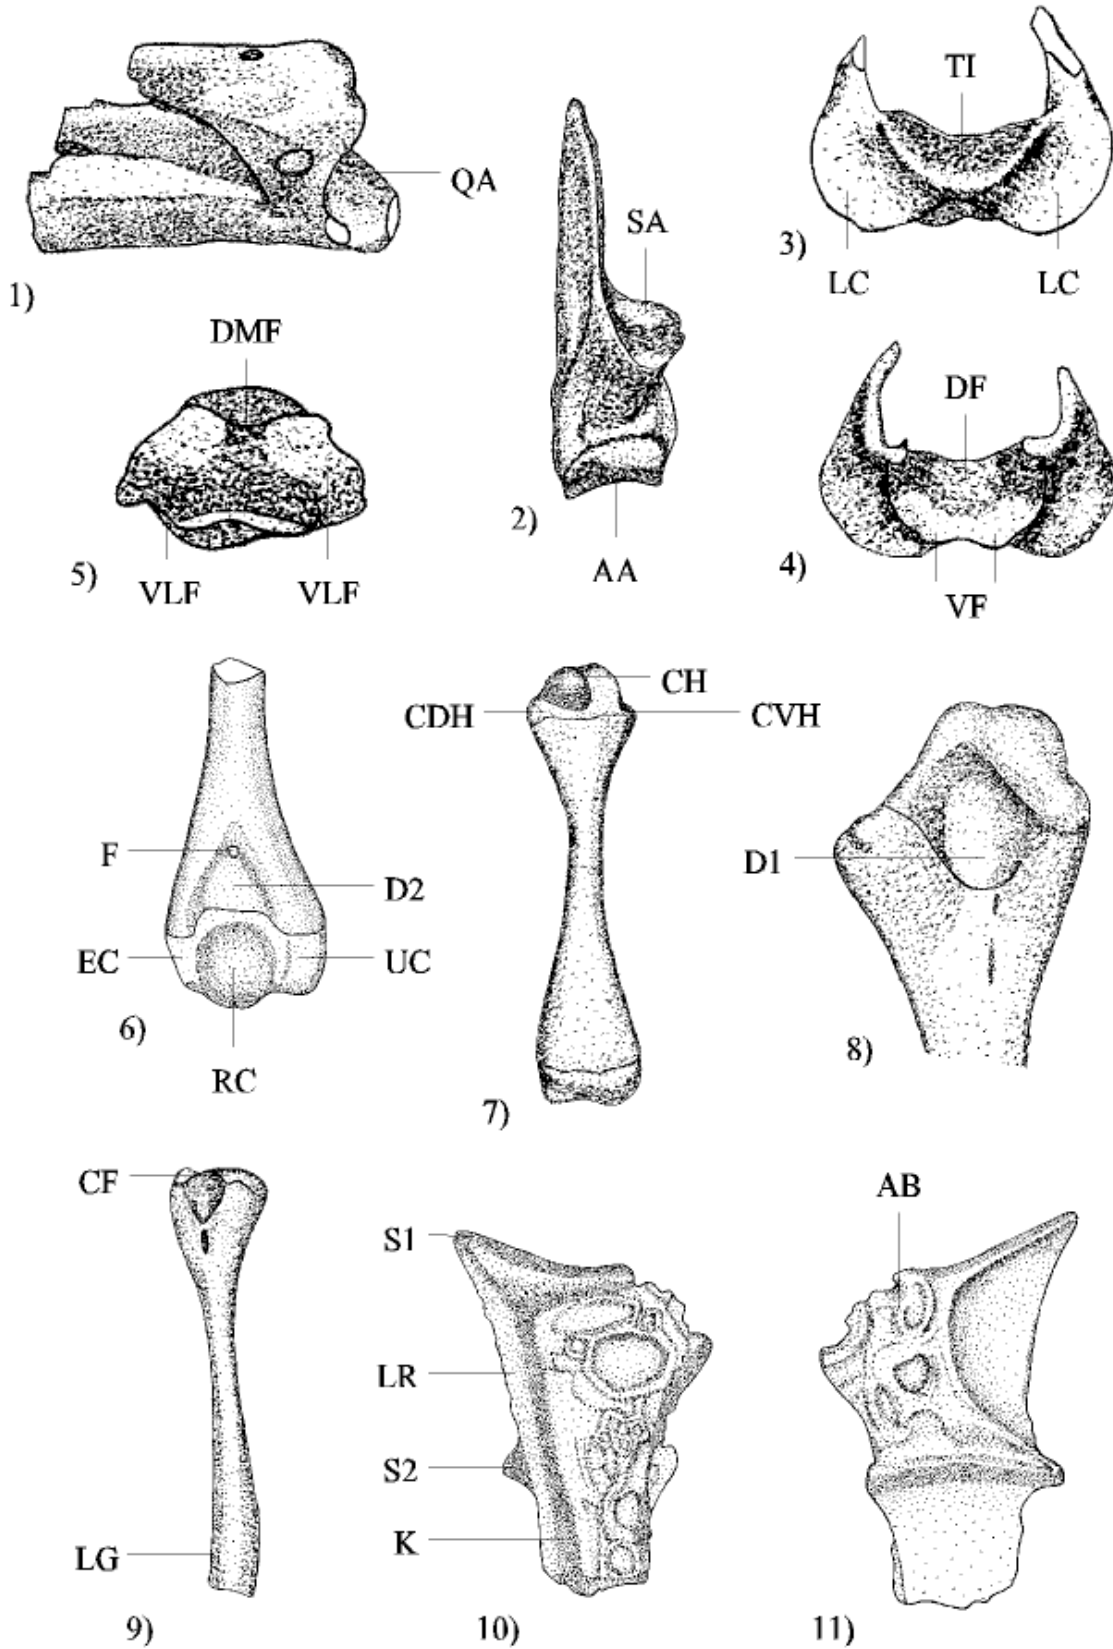 QA
1)
SA
AA
2)
TI
LC LC
3)
DF
VF
4)
DMF
VLF VLF
5)
F
D2
EC UC
RC
6)
CH
CDH CVH
7)
D1
8)
CF
LG
9)
S1
LR
S2
K
10)
AB
11)